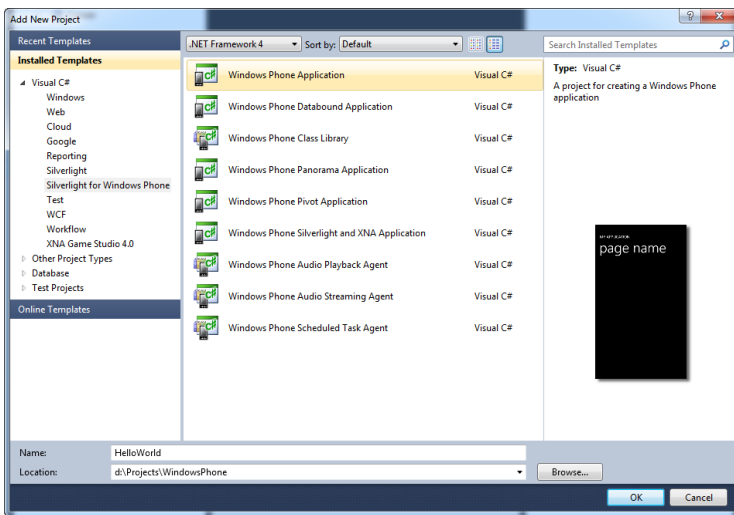 Add New Project
Recent Templates
Installed Templates
Visual C#
Windows
Web
Cloud
Google
Reporting
Silverlight
Silverlight for Windows Phone
Test
WCF
Workflow
XNA Game Studio 4.0
Other Project Types
Database
Test Projects
Online Templates
.NET Framework 4 Sort by: Default
Windows Phone Application Visual C#
Windows Phone Databound Application Visual C#
Windows Phone Class Library Visual C#
Windows Phone Panorama Application Visual C#
Windows Phone Pivot Application Visual C#
Windows Phone Silverlight and XNA Application Visual C#
Windows Phone Audio Playback Agent Visual C#
Windows Phone Audio Streaming Agent Visual C#
Windows Phone Scheduled Task Agent Visual C#
Search Installed Templates
Type: Visual C#
A project for creating a Windows Phone
application
MY APPLICATION
page name
Name: HelloWorld
Location: d:\Projects\WindowsPhone Browse...
OK Cancel